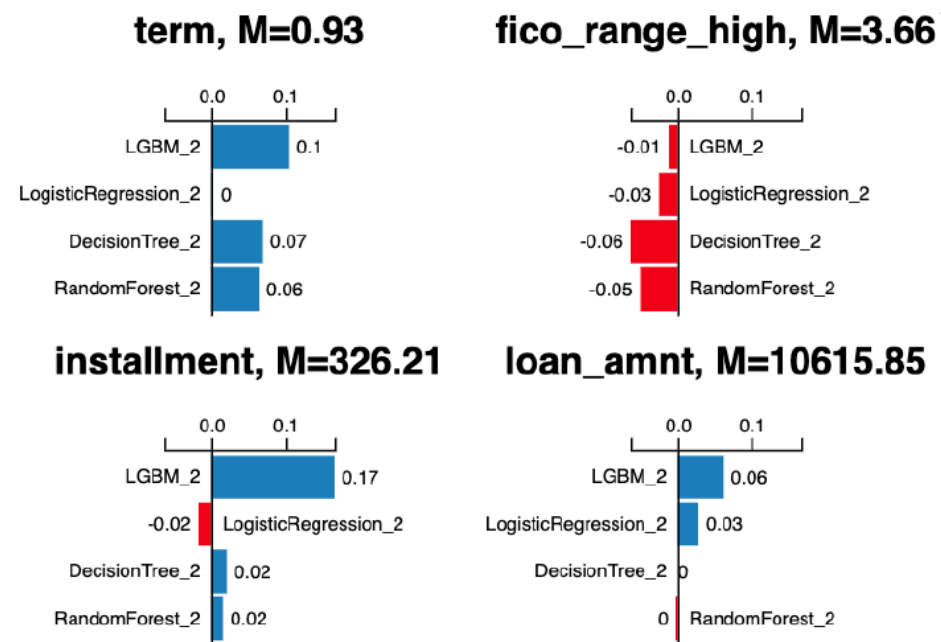 term, M=0.93
0.0 0.1
LGBM_2 0.1
LogisticRegression_2 0
DecisionTree_2 0.07
RandomForest_2 0.06
fico_range_high, M=3.66
0.0 0.1
-0.01 LGBM_2
-0.03 LogisticRegression_2
-0.06 DecisionTree_2
-0.05 RandomForest_2
installment, M=326.21
0.0 0.1
LGBM_2 0.17
-0.02 LogisticRegression_2
DecisionTree_2 0.02
RandomForest_2 0.02
loan_amnt, M=10615.85
0.0 0.1
LGBM_2 0.06
LogisticRegression_2 0.03
DecisionTree_2 0
0 RandomForest_2